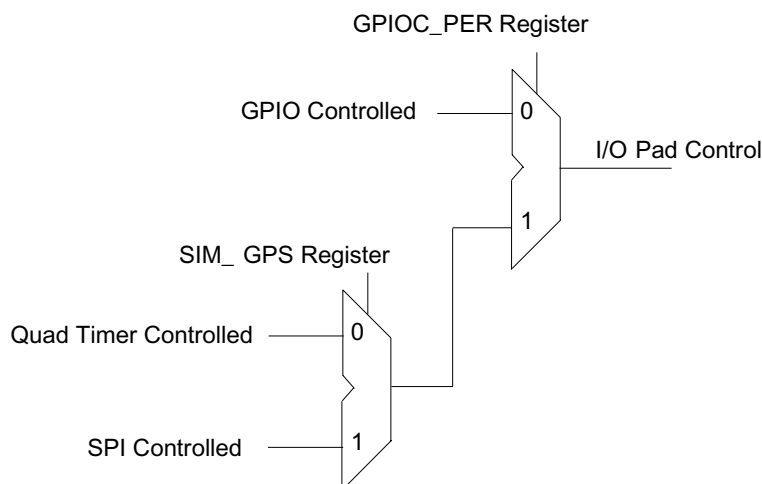 GPIOC_PER Register
GPIO Controlled
0
I/O Pad Control
1
SIM_ GPS Register
Quad Timer Controlled
0
SPI Controlled
1